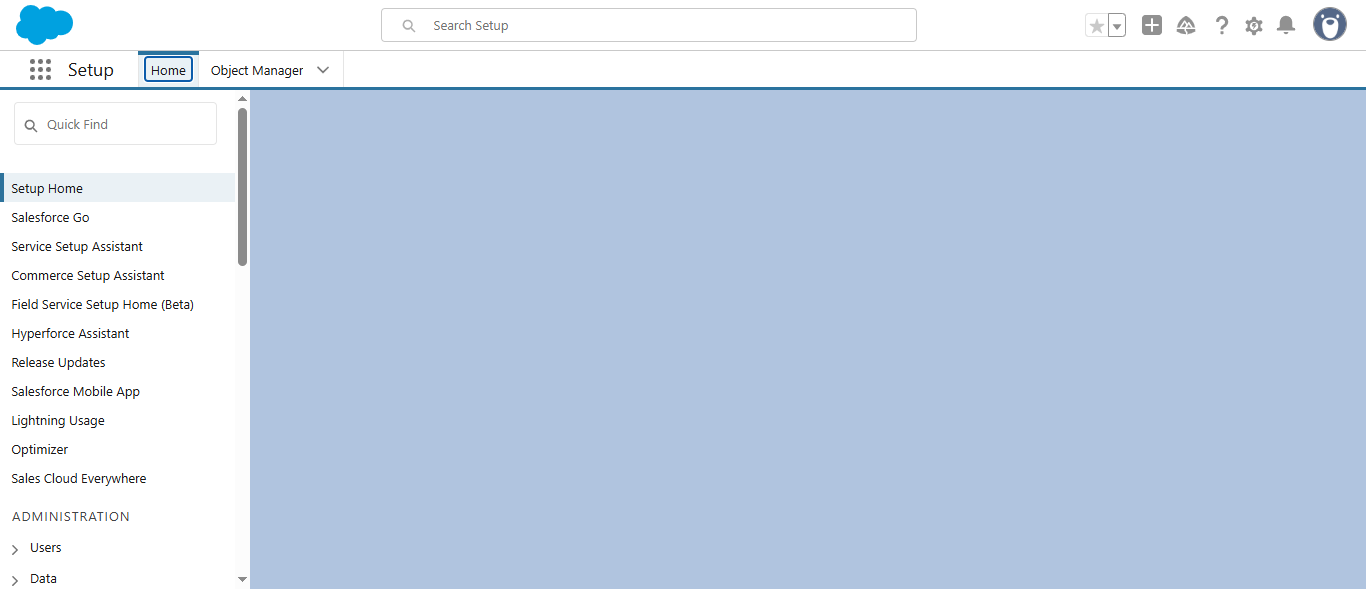 Search Setup
Setup
Home
Object Manager
Quick Find
Setup Home
Salesforce Go
Service Setup Assistant
Commerce Setup Assistant
Field Service Setup Home (Beta)
Hyperforce Assistant
Release Updates
Salesforce Mobile App
Lightning Usage
Optimizer
Sales Cloud Everywhere
ADMINISTRATION
Users
Data